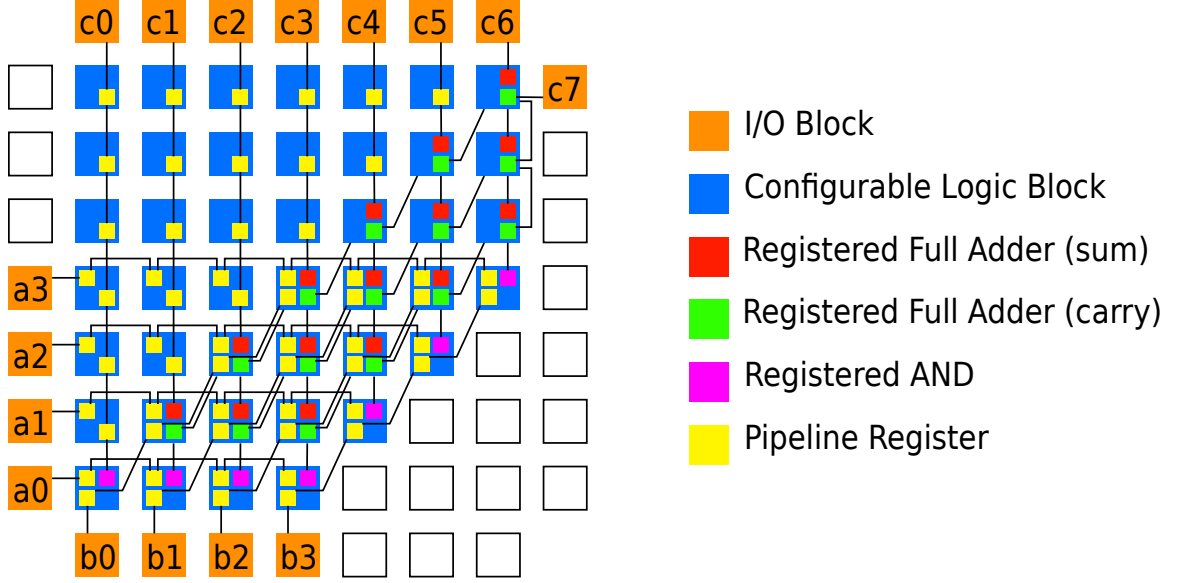 c0 c1 c2 c3 c4 c5 c6
c7
a3
a2
a1
a0
b0 b1 b2 b3
I/O Block
Configurable Logic Block
Registered Full Adder (sum)
Registered Full Adder (carry)
Registered AND
Pipeline Register